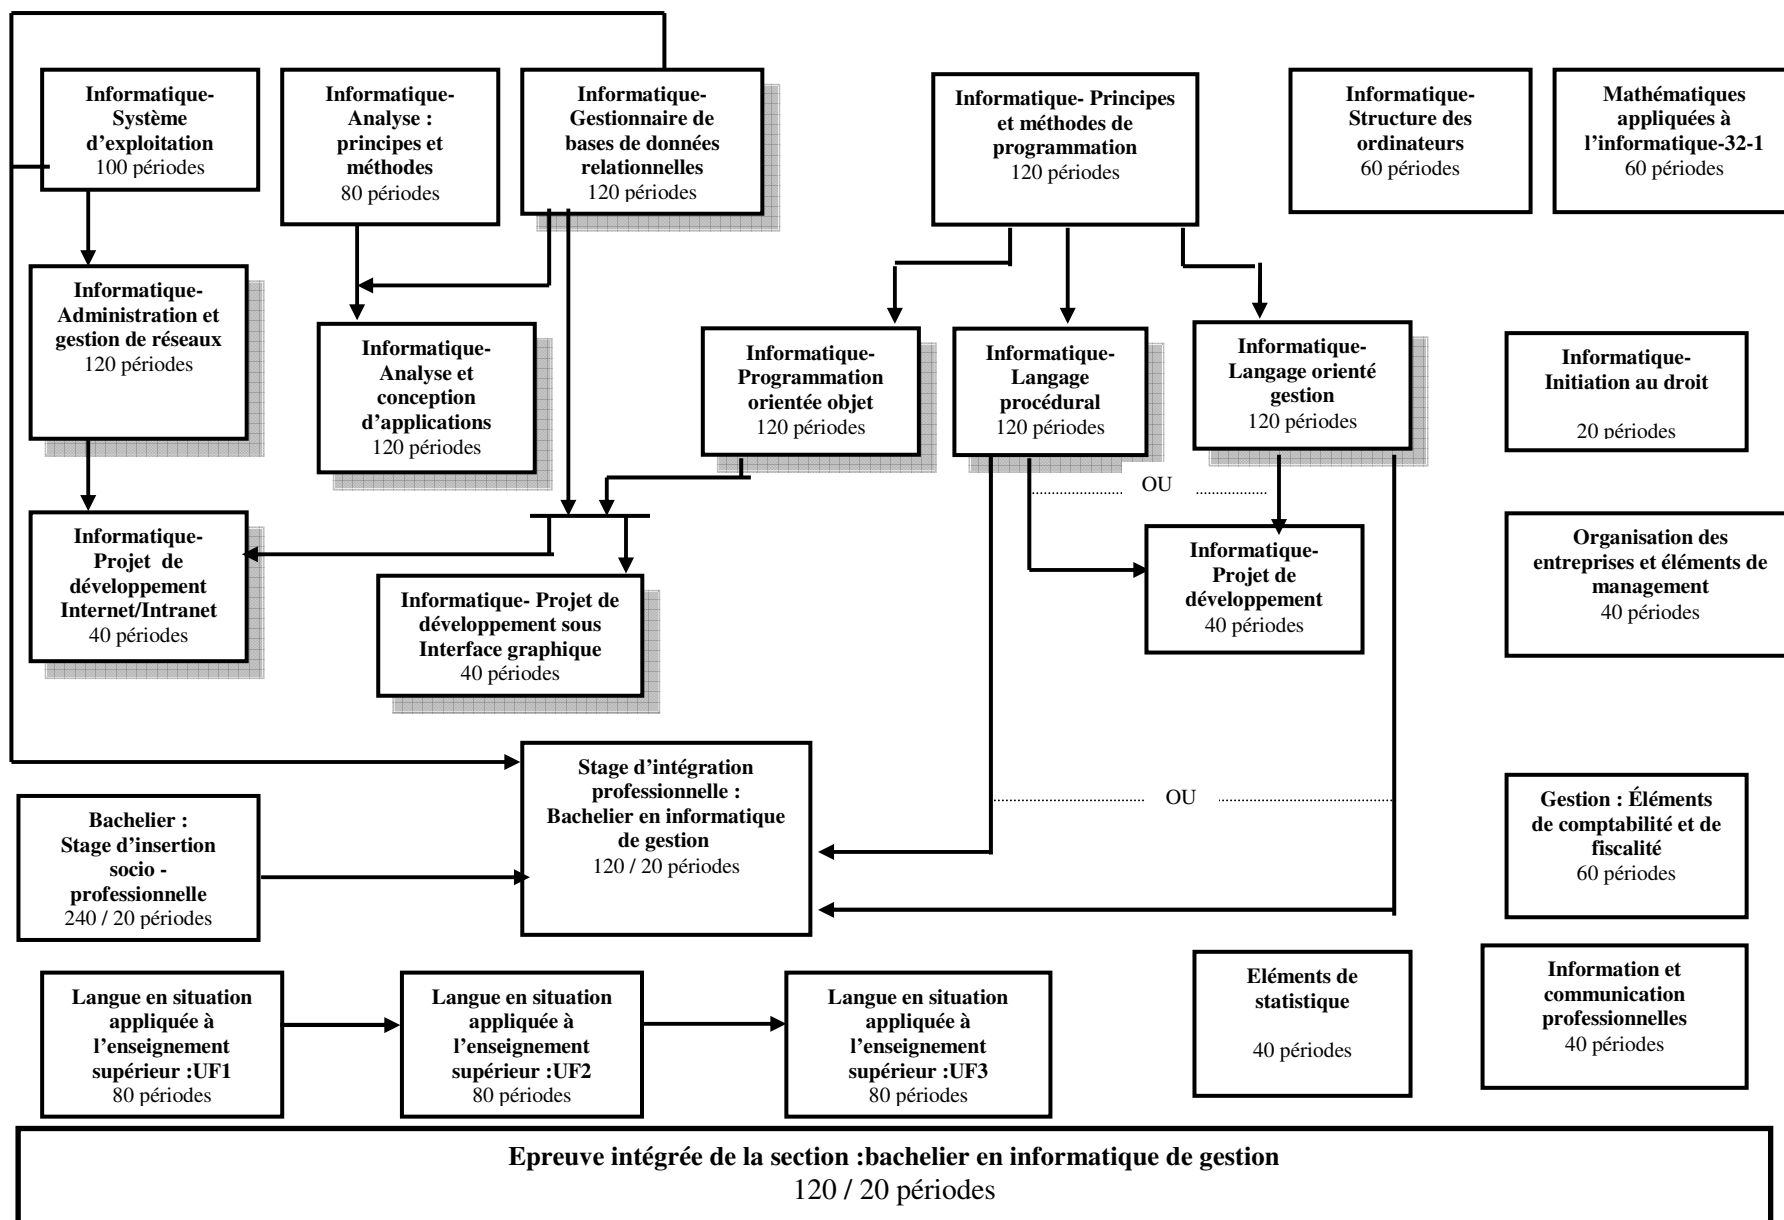 Informatique-
Système
d’exploitation
100 périodes
Informatique-
Analyse :
principes et
méthodes
80 périodes
Informatique-
Gestionnaire de
bases de données
relationnelles
120 périodes
Informatique- Principes
et méthodes de
programmation
120 périodes
Informatique-
Structure des
ordinateurs
60 périodes
Mathématiques
appliquées à
l’informatique-32-1
60 périodes
Informatique-
Administration et
gestion de réseaux
120 périodes
Informatique-
Analyse et
conception
d’applications
120 périodes
Informatique-
Programmation
orientée objet
120 périodes
Informatique-
Langage
procédural
120 périodes
Informatique-
Langage orienté
gestion
120 périodes
Informatique-
Initiation au droit
20 périodes
OU
Informatique-
Projet  de
développement
Internet/Intranet
40 périodes
Informatique- Projet de
développement sous
Interface graphique
40 périodes
Informatique-
Projet de
développement
40 périodes
Organisation des
entreprises et éléments de
management
40 périodes
Stage d’intégration
professionnelle :
Bachelier en informatique
de gestion
120 / 20 périodes
OU
Gestion : Éléments
de comptabilité et de
fiscalité
60 périodes
Bachelier :
Stage d’insertion
socio -
professionnelle
240 / 20 périodes
Langue en situation
appliquée à
l’enseignement
supérieur :UF1
80 périodes
Langue en situation
appliquée à
l’enseignement
supérieur :UF2
80 périodes
Langue en situation
appliquée à
l’enseignement
supérieur :UF3
80 périodes
Eléments de
statistique
40 périodes
Information et
communication
professionnelles
40 périodes
Epreuve intégrée de la section :bachelier en informatique de gestion
120 / 20 périodes